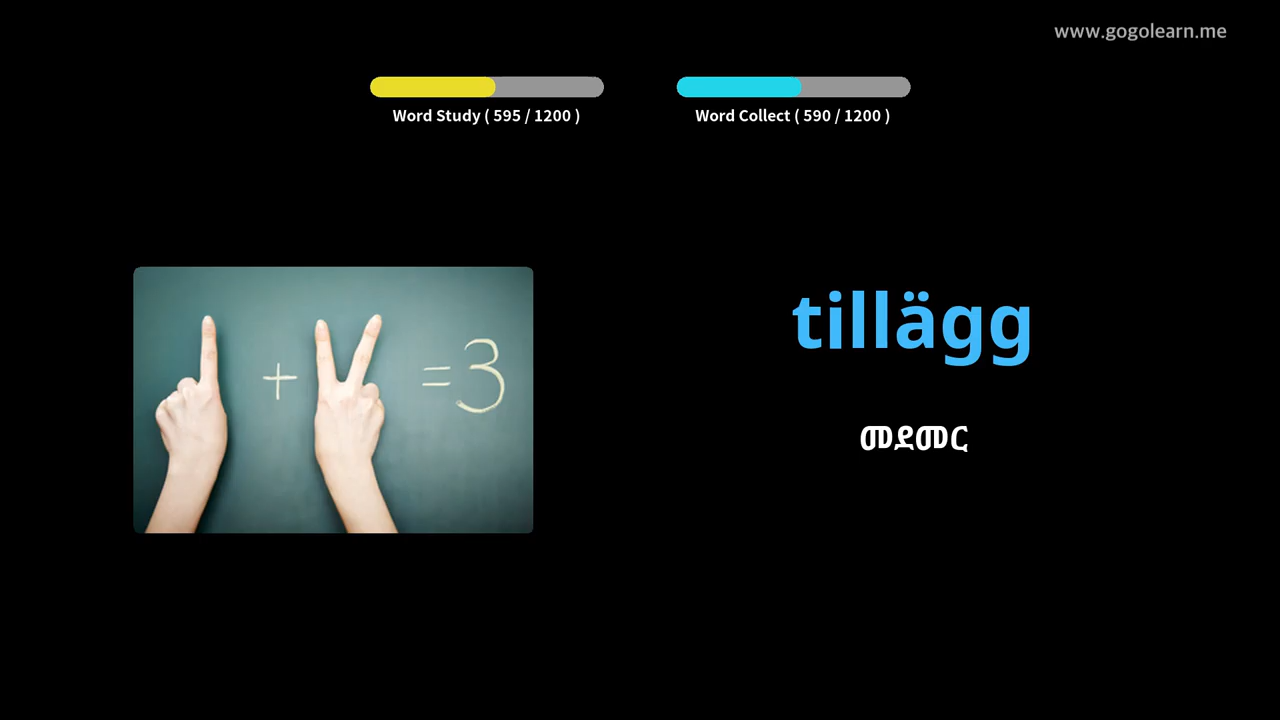 www.gogolearn.me
Word Study ( 595 / 1200 )
Word Collect ( 590 / 1200 )
+ =3
tillägg
መደመር